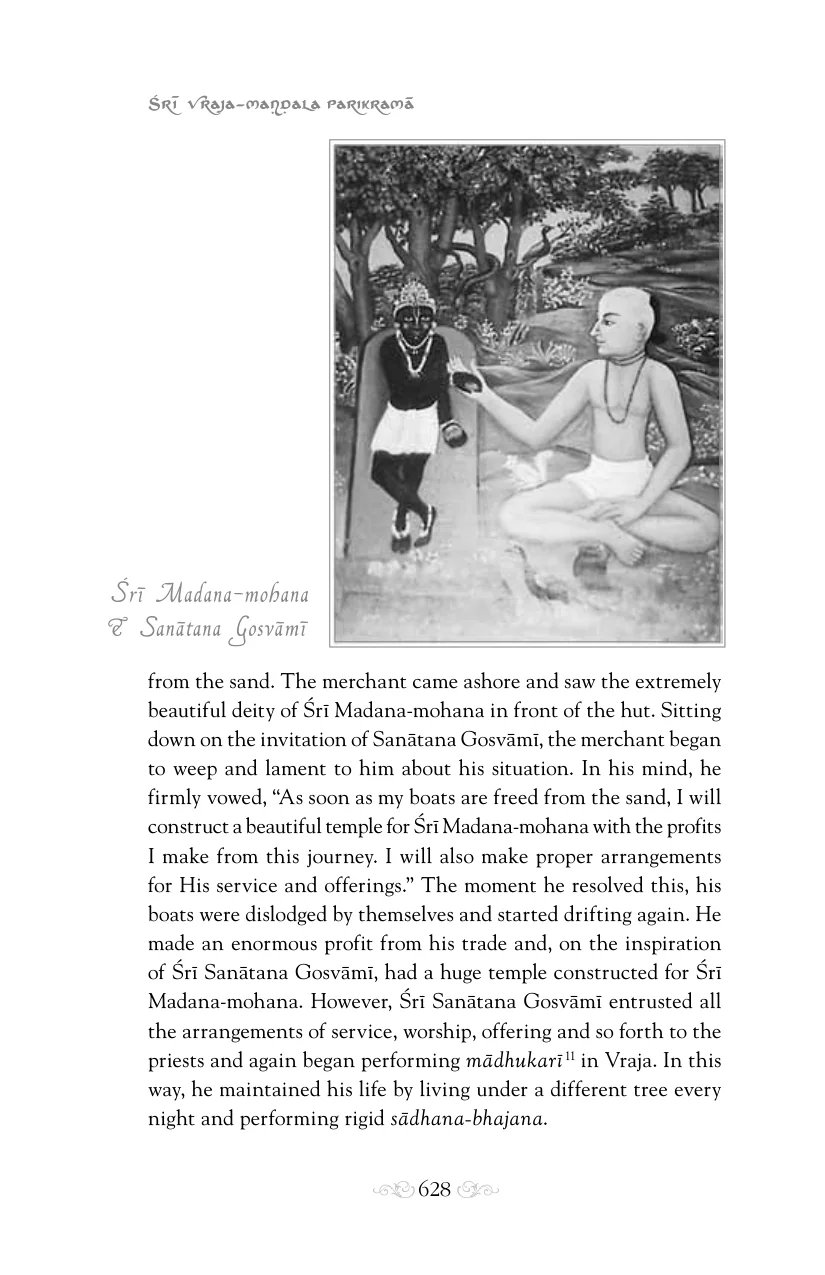 Śrī Vraja-maṇḍala Parikramā
Śrī Madana-mohana
& Sanātana Gosvāmī
from the sand. The merchant came ashore and saw the extremely
beautiful deity of Śrī Madana-mohana in front of the hut. Sitting
down on the invitation of Sanātana Gosvāmī, the merchant began
to weep and lament to him about his situation. In his mind, he
firmly vowed, “As soon as my boats are freed from the sand, I will
construct a beautiful temple for Śrī Madana-mohana with the profits
I make from this journey. I will also make proper arrangements
for His service and offerings.” The moment he resolved this, his
boats were dislodged by themselves and started drifting again. He
made an enormous profit from his trade and, on the inspiration
of Śrī Sanātana Gosvāmī, had a huge temple constructed for Śrī
Madana-mohana. However, Śrī Sanātana Gosvāmī entrusted all
the arrangements of service, worship, offering and so forth to the
priests and again began performing mādhukarī 11 in Vraja. In this
way, he maintained his life by living under a different tree every
night and performing rigid sādhana-bhajana.
628